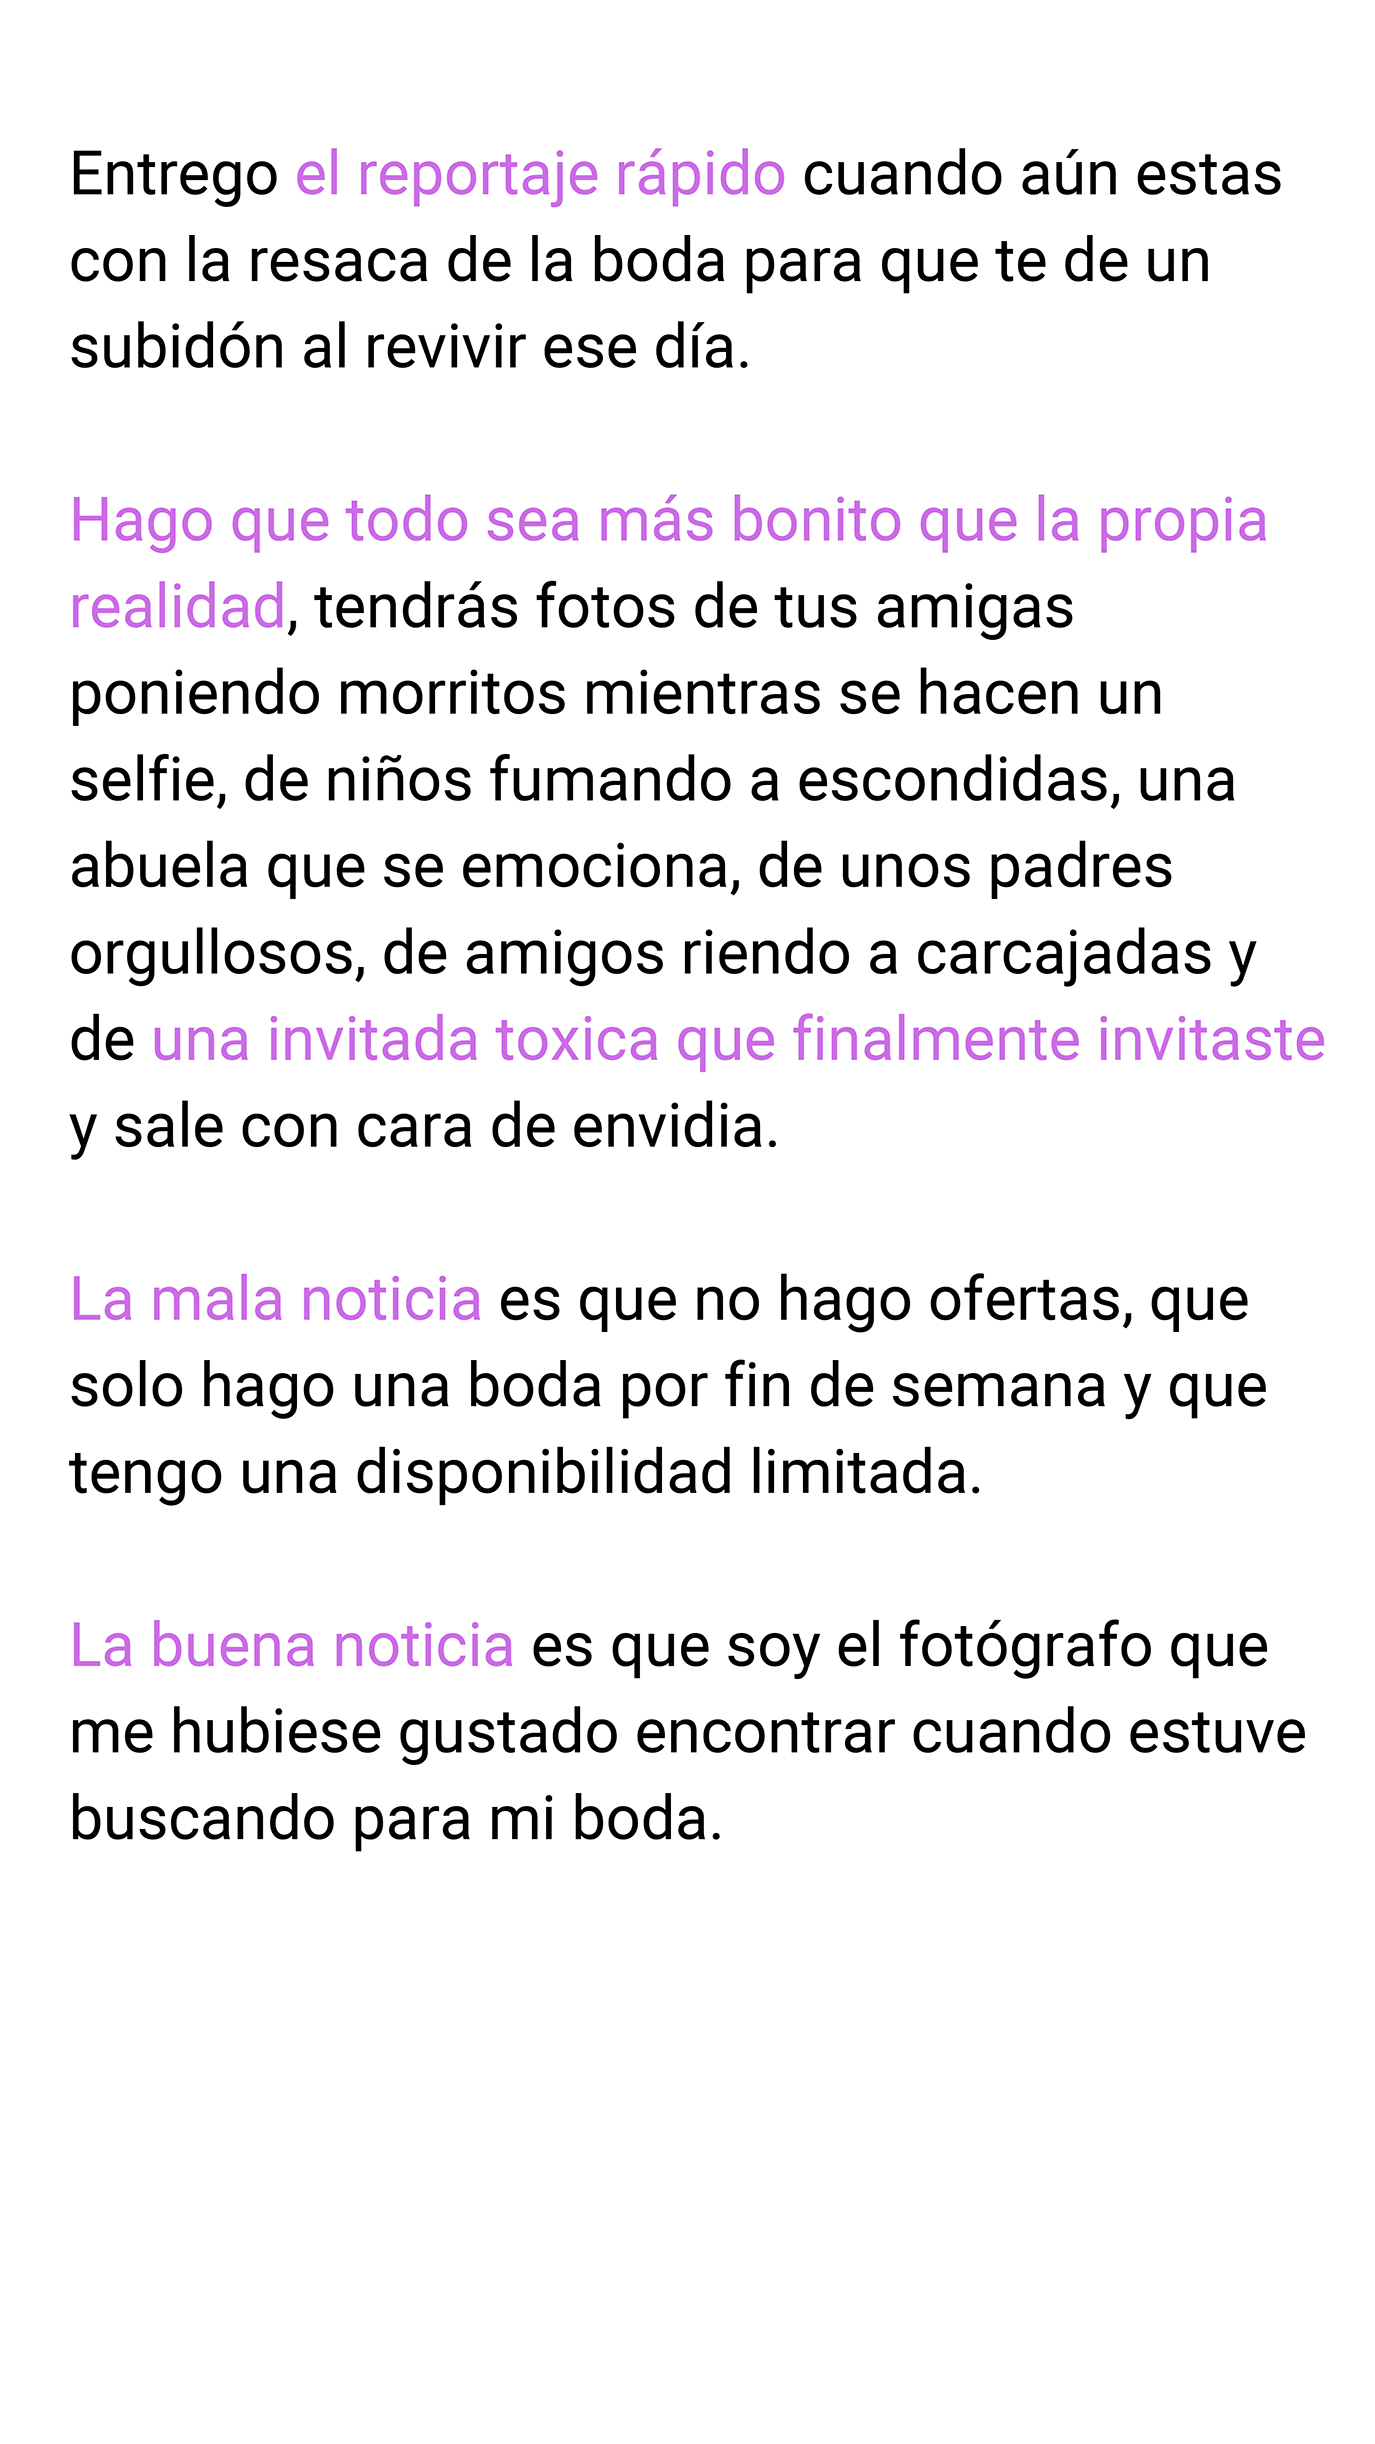 Entrego el reportaje rápido cuando aún estas
con la resaca de la boda para que te de un
subidón al revivir ese día.
Hago que todo sea más bonito que la propia
realidad, tendrás fotos de tus amigas
poniendo morritos mientras se hacen un
selfie, de niños fumando a escondidas, una
abuela que se emociona, de unos padres
orgullosos, de amigos riendo a carcajadas y
de una invitada toxica que finalmente invitaste
y sale con cara de envidia.
La mala noticia es que no hago ofertas, que
solo hago una boda por fin de semana y que
tengo una disponibilidad limitada.
La buena noticia es que soy el fotógrafo que
me hubiese gustado encontrar cuando estuve
buscando para mi boda.